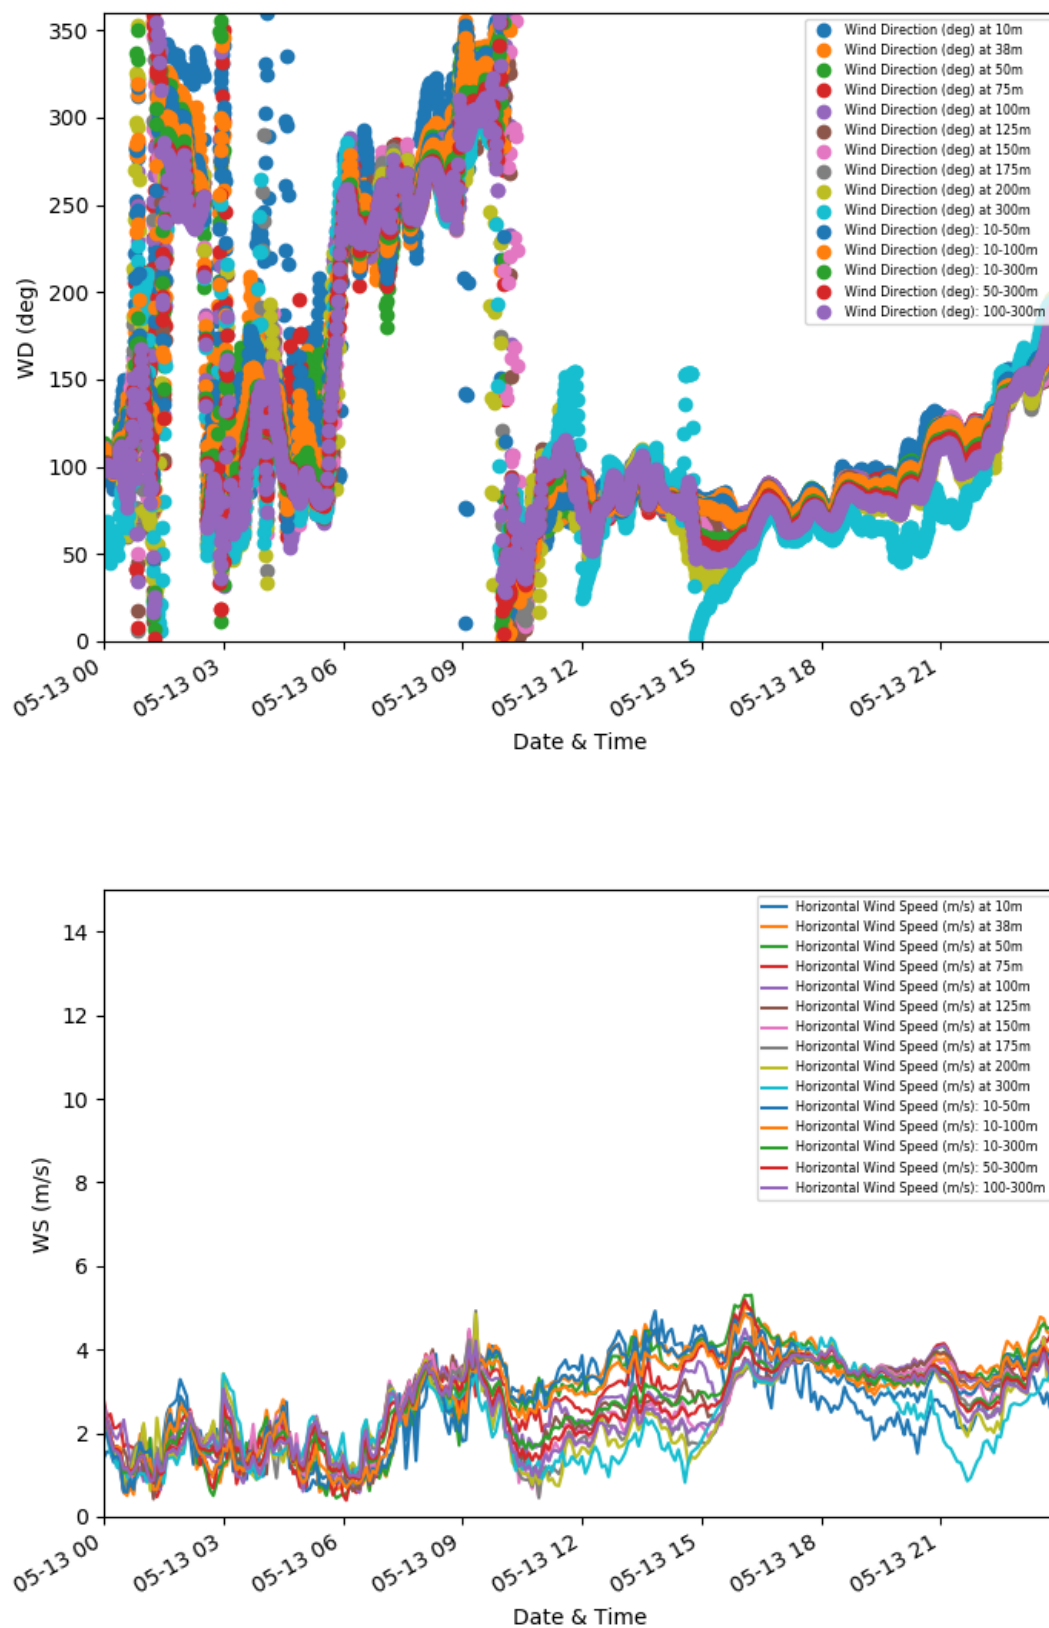 350
300
250
200
150
100
50
0
WD (deg)
Wind Direction (deg) at 10m
Wind Direction (deg) at 38m
Wind Direction (deg) at 50m
Wind Direction (deg) at 75m
Wind Direction (deg) at 100m
Wind Direction (deg) at 125m
Wind Direction (deg) at 150m
Wind Direction (deg) at 175m
Wind Direction (deg) at 200m
Wind Direction (deg) at 300m
Wind Direction (deg): 10-50m
Wind Direction (deg): 10-100m
Wind Direction (deg): 10-300m
Wind Direction (deg): 50-300m
Wind Direction (deg): 100-300m
05-13 00
05-13 03
05-13 06
05-13 09
05-13 12
05-13 15
05-13 18
05-13 21
Date & Time
14
12
10
8
6
4
2
0
WS (m/s)
Horizontal Wind Speed (m/s) at 10m
Horizontal Wind Speed (m/s) at 38m
Horizontal Wind Speed (m/s) at 50m
Horizontal Wind Speed (m/s) at 75m
Horizontal Wind Speed (m/s) at 100m
Horizontal Wind Speed (m/s) at 125m
Horizontal Wind Speed (m/s) at 150m
Horizontal Wind Speed (m/s) at 175m
Horizontal Wind Speed (m/s) at 200m
Horizontal Wind Speed (m/s) at 300m
Horizontal Wind Speed (m/s): 10-50m
Horizontal Wind Speed (m/s): 10-100m
Horizontal Wind Speed (m/s): 10-300m
Horizontal Wind Speed (m/s): 50-300m
Horizontal Wind Speed (m/s): 100-300m
05-13 00
05-13 03
05-13 06
05-13 09
05-13 12
05-13 15
05-13 18
05-13 21
Date & Time